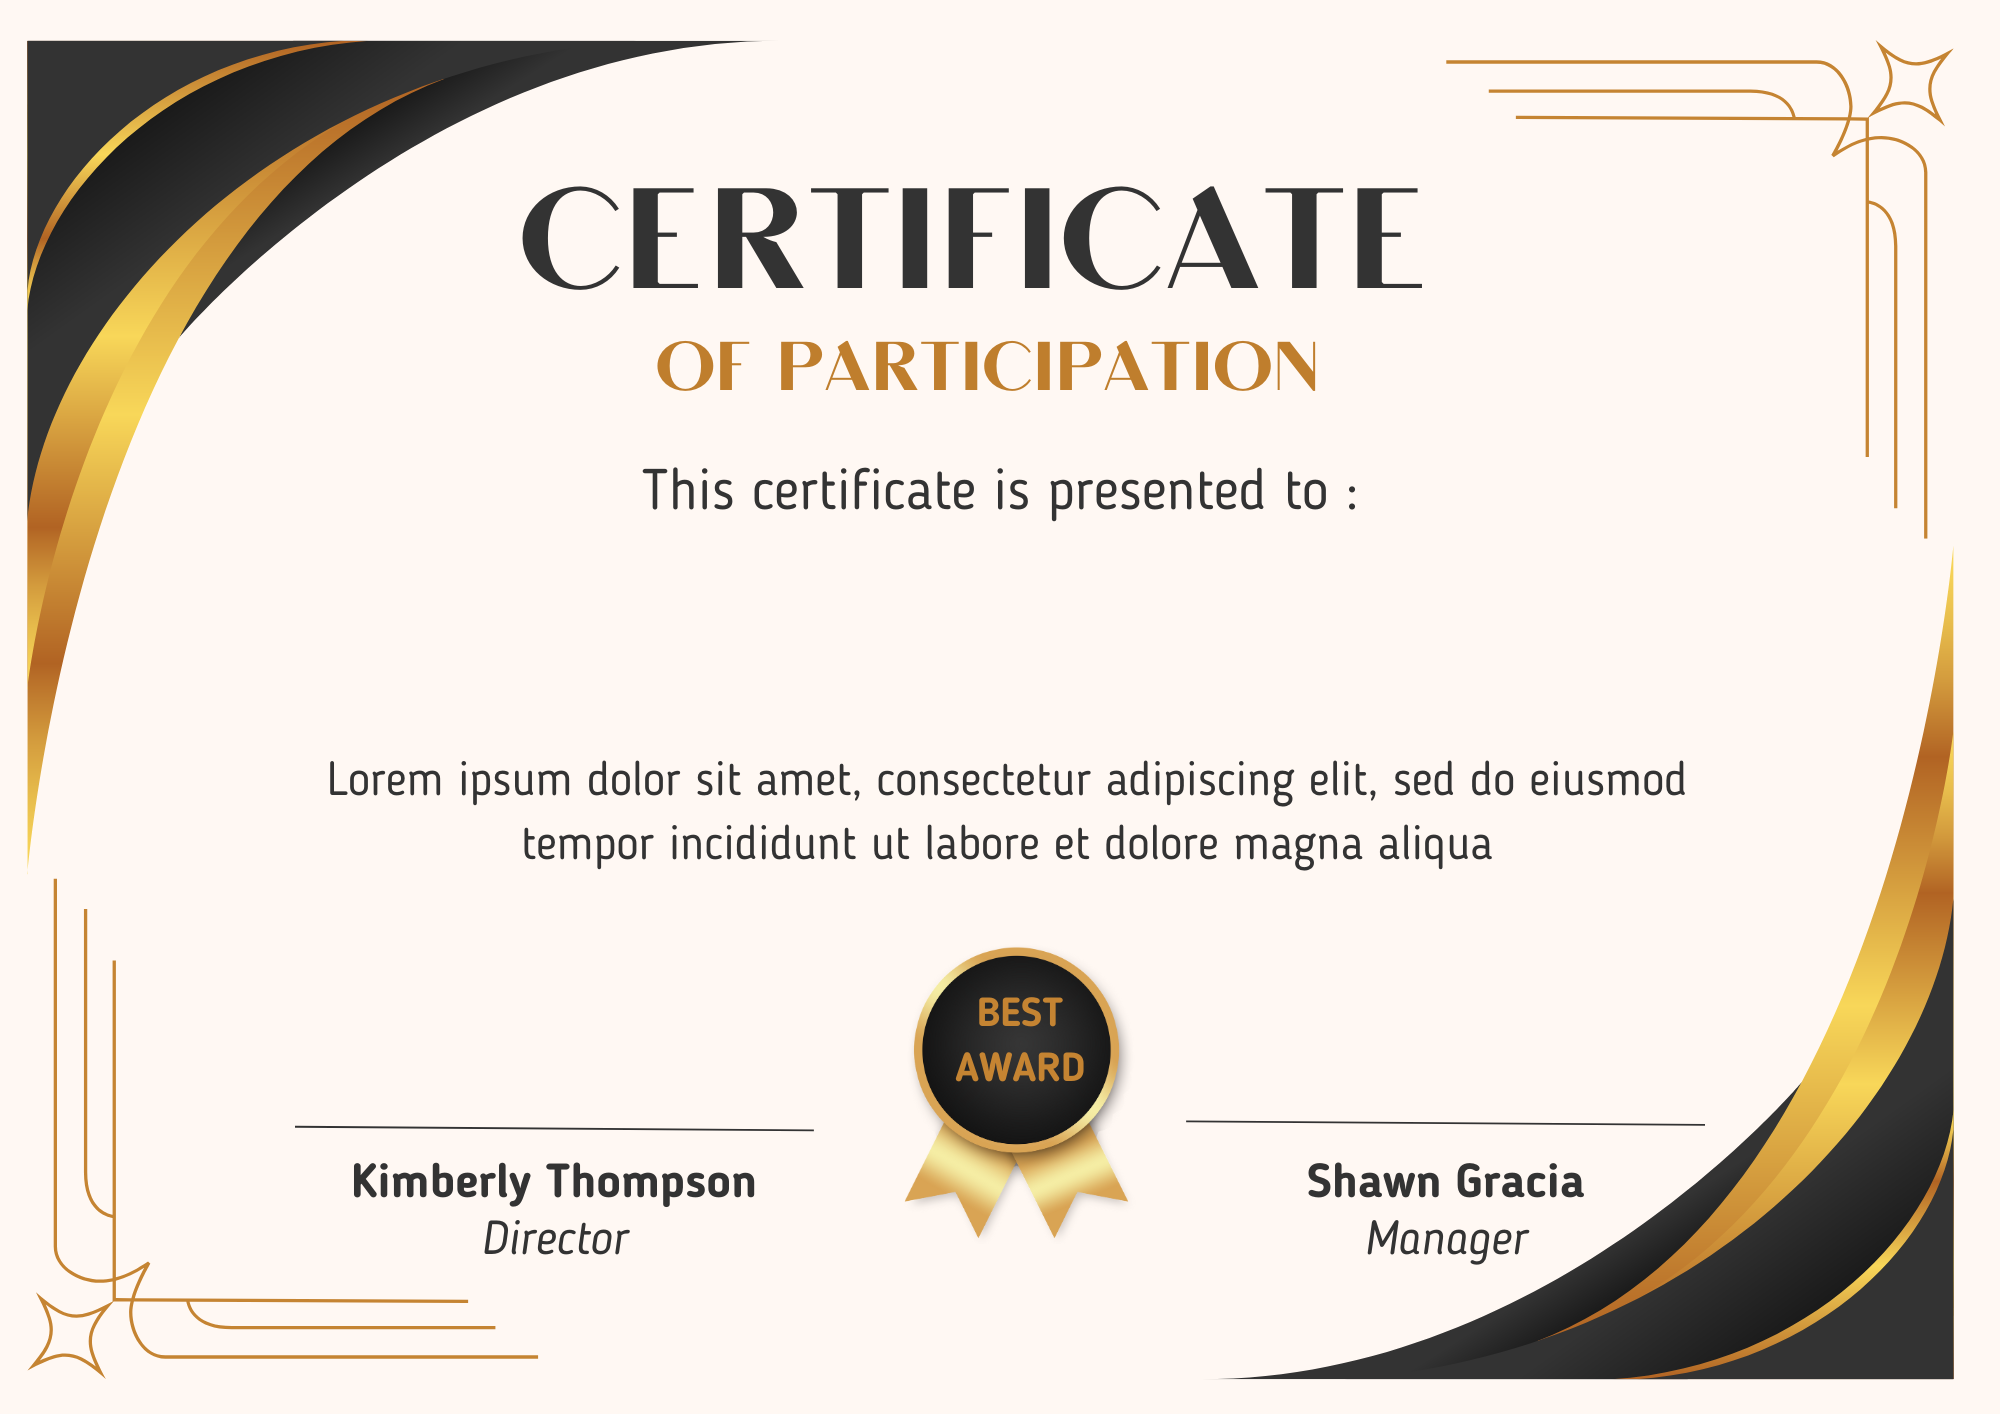 CERTIFICATE
OF PARTICIPATION
This certificate is presented to :
Lorem ipsum dolor sit amet, consectetur adipiscing elit, sed do eiusmod
tempor incididunt ut labore et dolore magna aliqua
BEST
AWARD
Kimberly Thompson
Director
Shawn Gracia
Manager